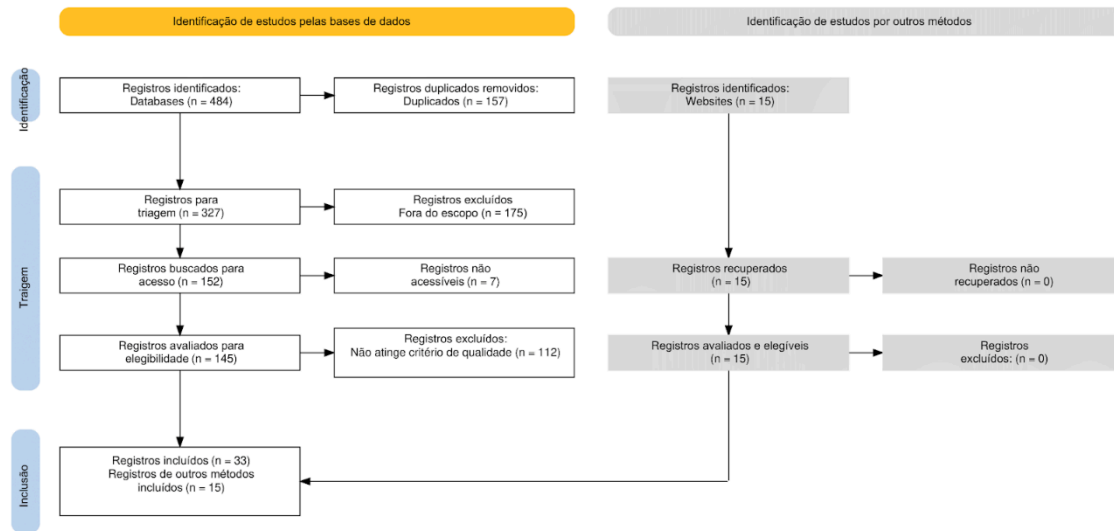 Identificação de estudos pelas bases de dados
Identificação de estudos por outros métodos
Identificação
Registros identificados:
Databases (n = 484)
Registros duplicados removidos:
Duplicados (n = 157)
Registros identificados:
Websites (n = 15)
Traigem
Registros para
triagem (n = 327)
Registros excluídos
Fora do escopo (n = 175)
Registros buscados para
acesso (n = 152)
Registros não
acessíveis (n = 7)
Registros recuperados
(n = 15)
Registros não
recuperados (n = 0)
Registros avaliados para
elegibilidade (n = 145)
Registros excluídos:
Não atinge critério de qualidade (n = 112)
Registros avaliados e elegíveis
(n = 15)
Registros
excluídos: (n = 0)
Inclusão
Registros incluídos (n = 33)
Registros de outros métodos
incluídos (n = 15)